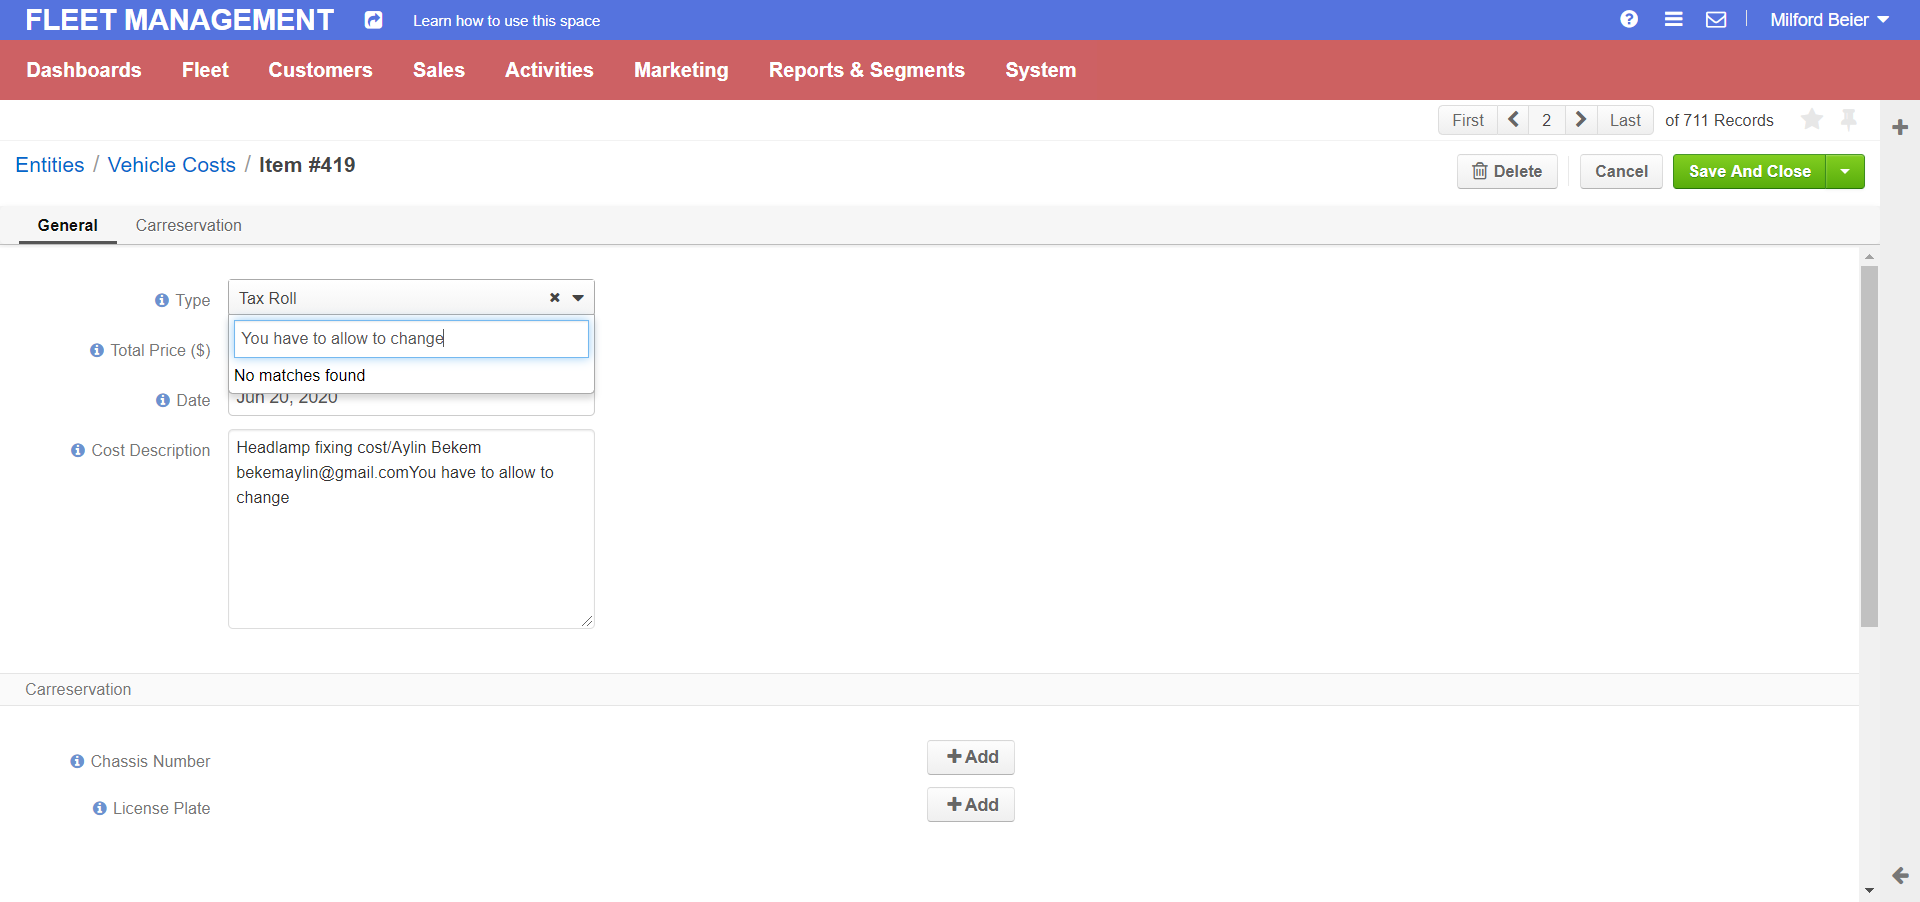 FLEET MANAGEMENT
Learn how to use this space
Milford Beier
Dashboards
Fleet
Customers
Sales
Activities
Marketing
Reports & Segments
System
First
2
Last
of 711 Records
Entities / Vehicle Costs / Item #419
Delete
Cancel
Save And Close
General
Carreservation
Type
Tax Roll
You have to allow to change
No matches found
Total Price ($)
Date
Jun 20, 2020
Cost Description
Headlamp fixing cost/Aylin Bekem
bekemaylin@gmail.comYou have to allow to
change
Carreservation
Chassis Number
Add
License Plate
Add